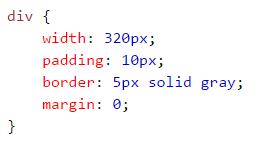 div {
    width: 320px;
    padding: 10px;
    border: 5px solid gray;
    margin: 0;
}